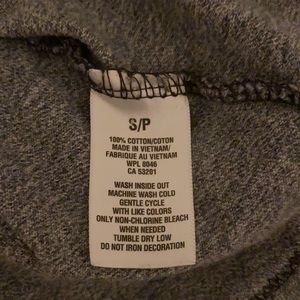 S/P
100% COTTON/COTON
MADE IN VIETNAM/
FABRIQUE AU VIETNAM
WPL 8046
CA 53201
WASH INSIDE OUT
MACHINE WASH COLD
GENTLE CYCLE
WITH LIKE COLORS
ONLY NON-CHLORINE BLEACH
WHEN NEEDED
TUMBLE DRY LOW
DO NOT IRON DECORATION